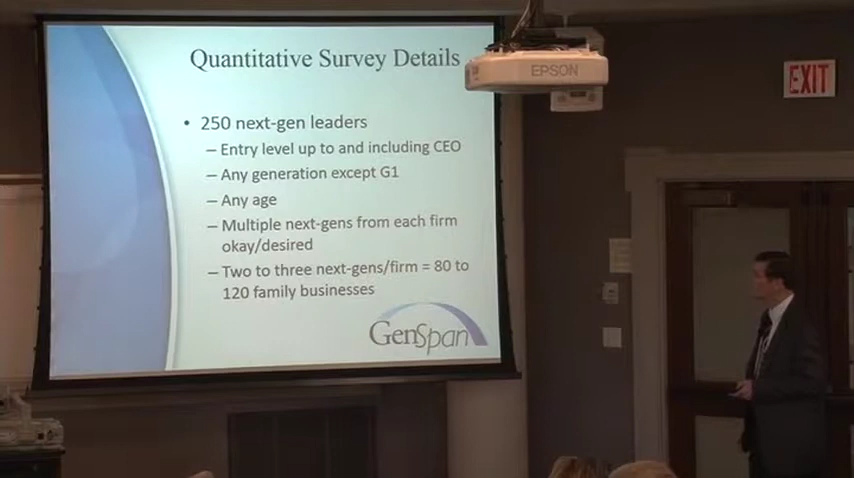 Quantitative Survey Details
EPSON
EXIT
• 250 next-gen leaders
– Entry level up to and including CEO
– Any generation except G1
– Any age
– Multiple next-gens from each firm
okay/desired
– Two to three next-gens/firm = 80 to
120 family businesses
GenSpan